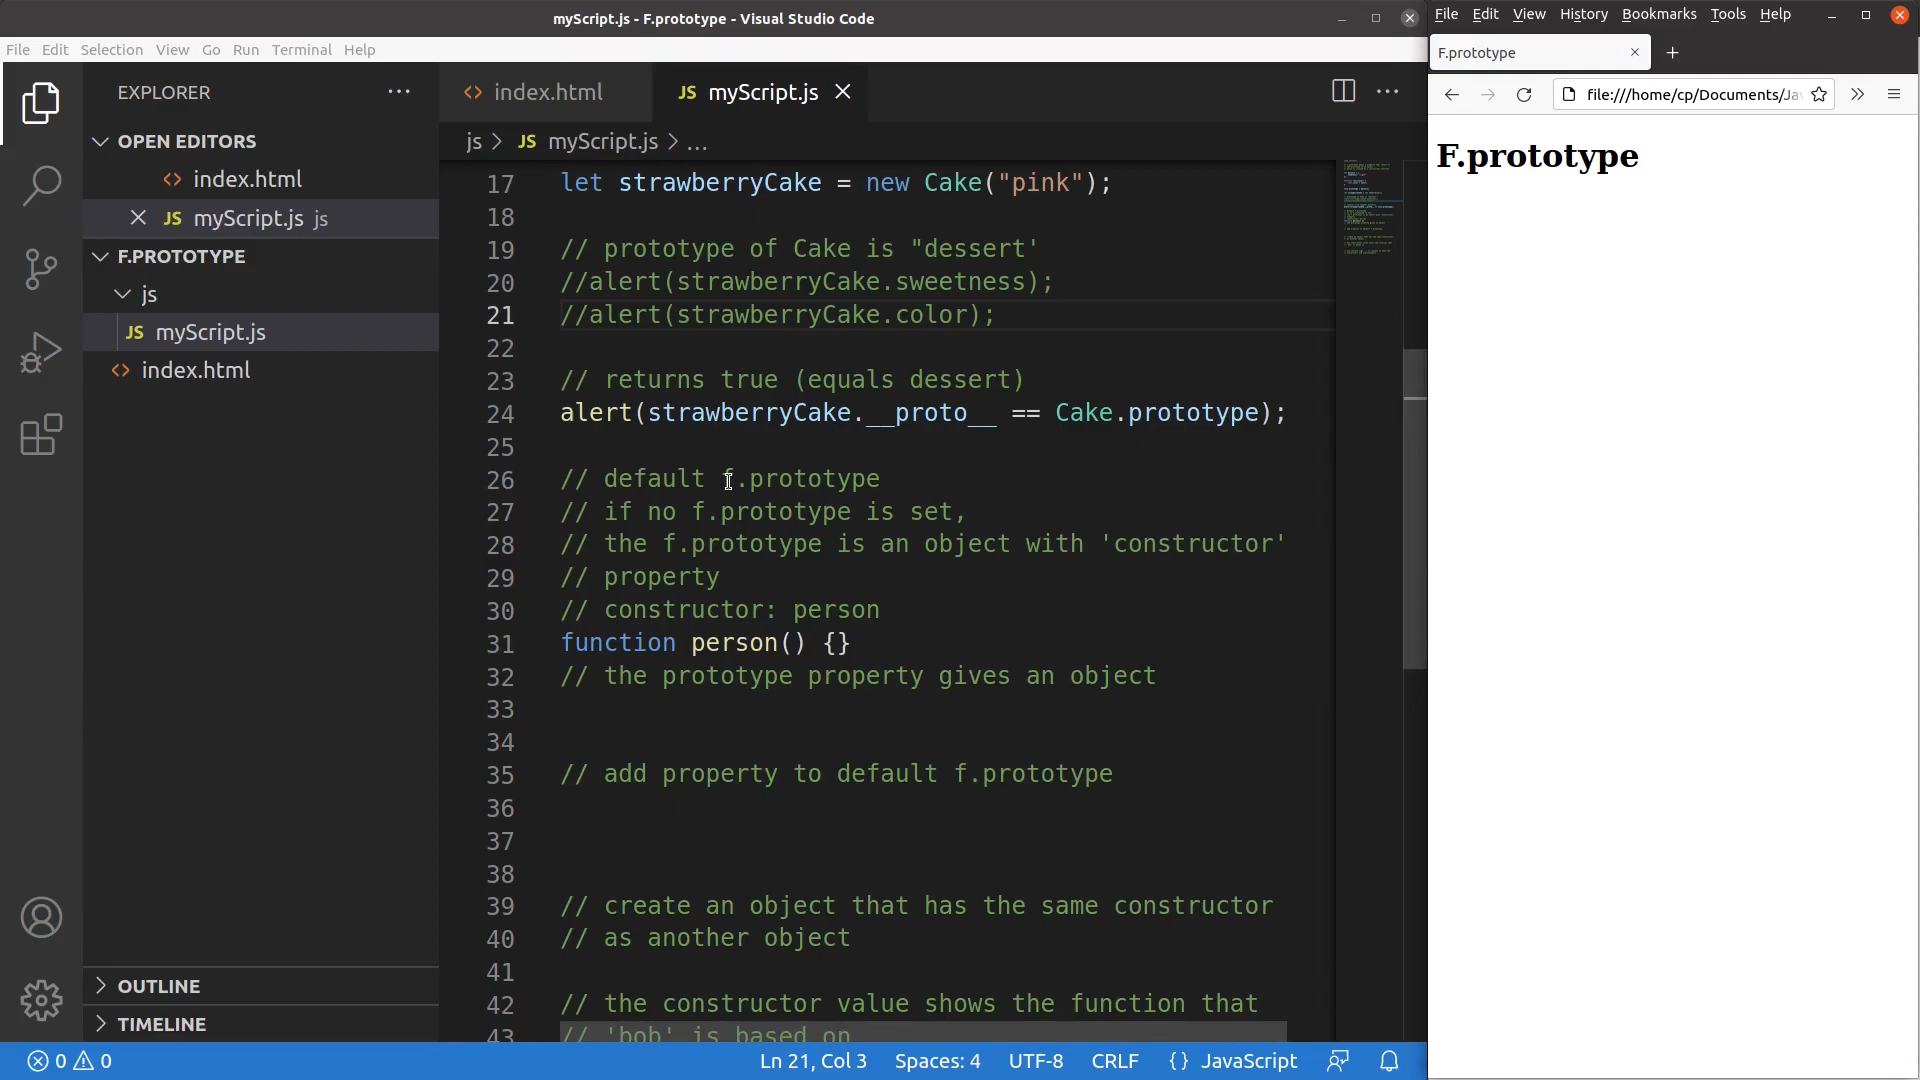 myScript.js - F.prototype - Visual Studio Code
File Edit Selection View Go Run Terminal Help
EXPLORER
OPEN EDITORS
index.html
myScript.js js
F.PROTOTYPE
js
JS myScript.js
index.html
OUTLINE
TIMELINE
index.html
JS myScript.js
js > JS myScript.js > ...
17 let strawberryCake = new Cake("pink");
18
19 // prototype of Cake is "dessert'
20 //alert(strawberryCake.sweetness);
21 //alert(strawberryCake.color);
22
23 // returns true (equals dessert)
24 alert(strawberryCake.__proto__ == Cake.prototype);
25
26 // default f.prototype
27 // if no f.prototype is set,
28 // the f.prototype is an object with 'constructor'
29 // property
30 // constructor: person
31 function person() {}
32 // the prototype property gives an object
33
34
35 // add property to default f.prototype
36
37
38
39 // create an object that has the same constructor
40 // as another object
41
42 // the constructor value shows the function that
43 // 'bob' is based on
0 0
Ln 21, Col 3 Spaces: 4 UTF-8 CRLF {} JavaScript
File Edit View History Bookmarks Tools Help
F.prototype
file:///home/cp/Documents/Ja
F.prototype